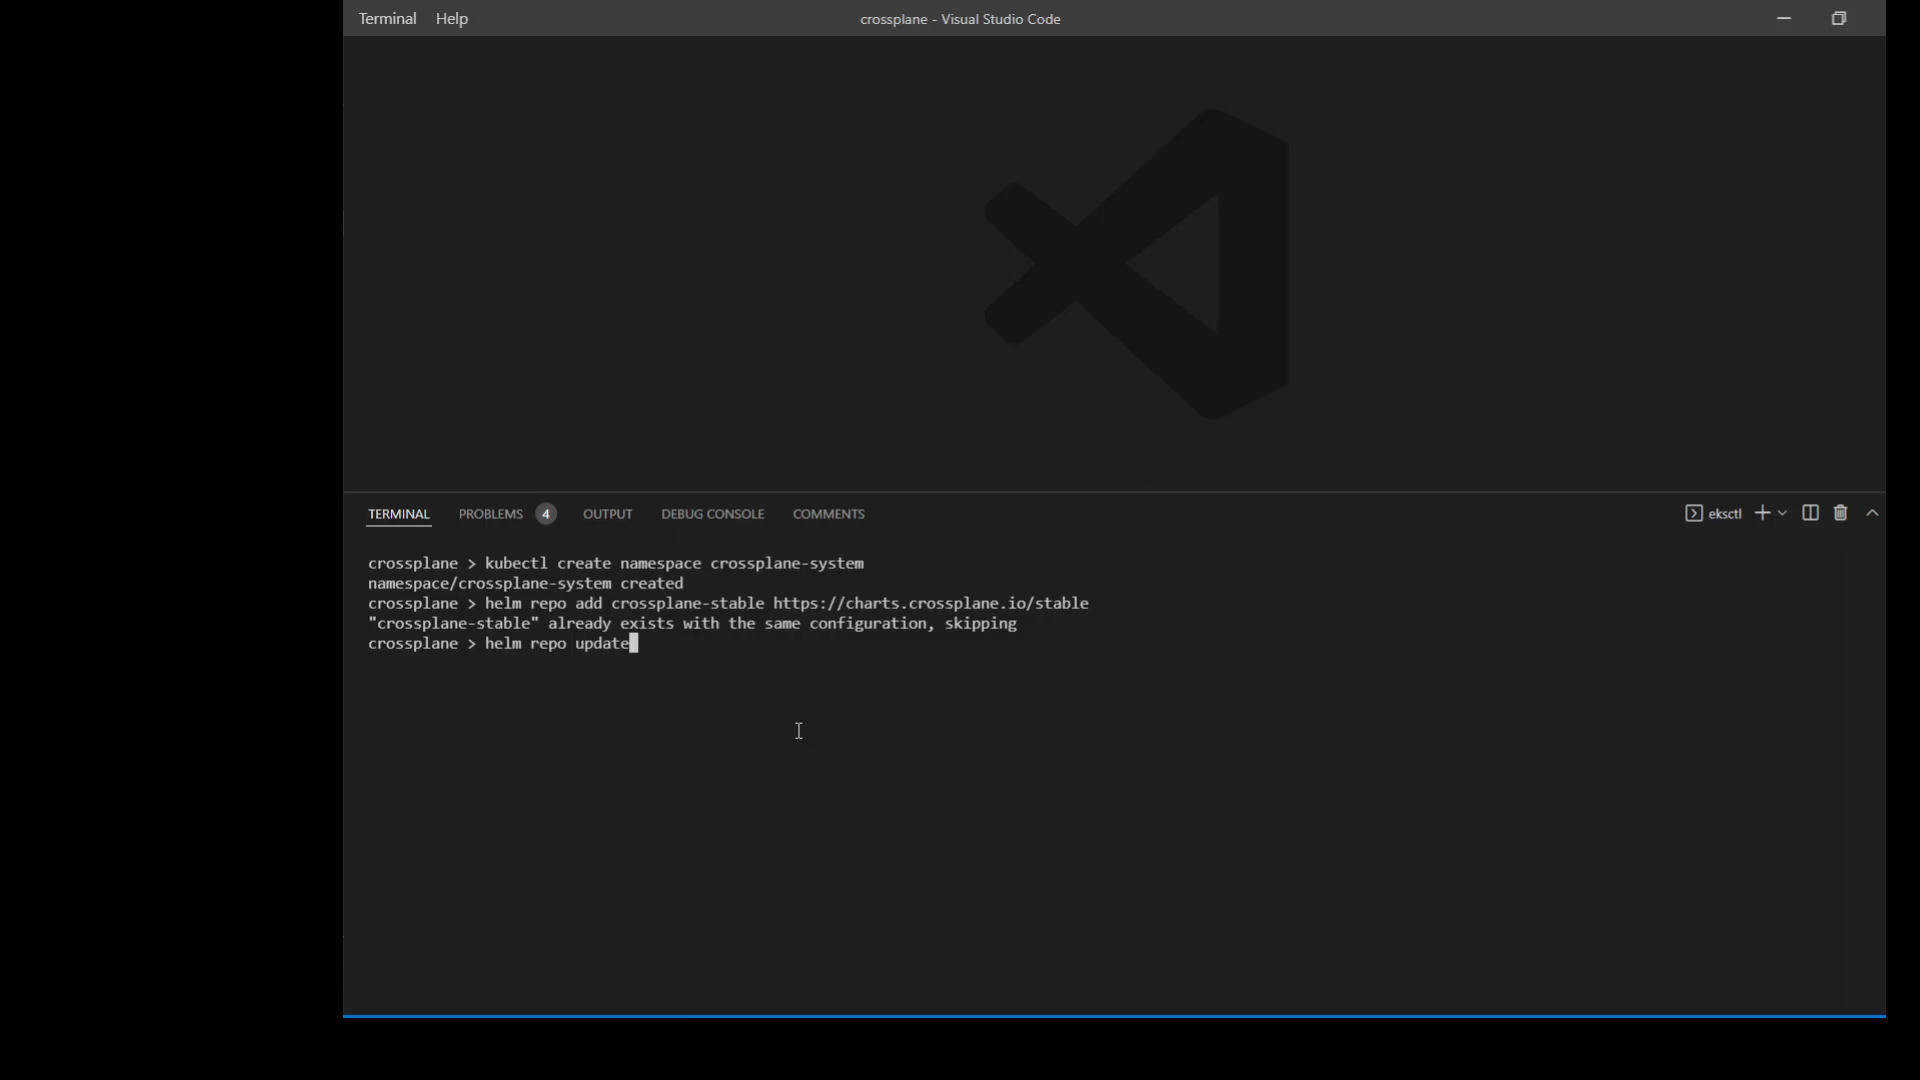 Terminal Help crossplane - Visual Studio Code
TERMINAL PROBLEMS 4 OUTPUT DEBUG CONSOLE COMMENTS eksctl
crossplane > kubectl create namespace crossplane-system
namespace/crossplane-system created
crossplane > helm repo add crossplane-stable https://charts.crossplane.io/stable
"crossplane-stable" already exists with the same configuration, skipping
crossplane > helm repo update